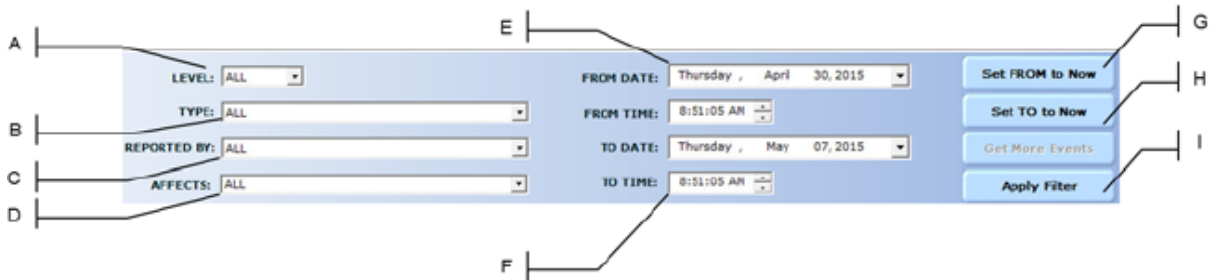 A
E
G
LEVEL: ALL
FROM DATE: Thursday , April 30, 2015
Set FROM to Now
H
B
TYPE: ALL
FROM TIME: 8:51:05 AM
Set TO to Now
I
C
REPORTED BY: ALL
TO DATE: Thursday , May 07, 2015
Get More Events
D
AFFECTS: ALL
TO TIME: 8:51:05 AM
Apply Filter
F